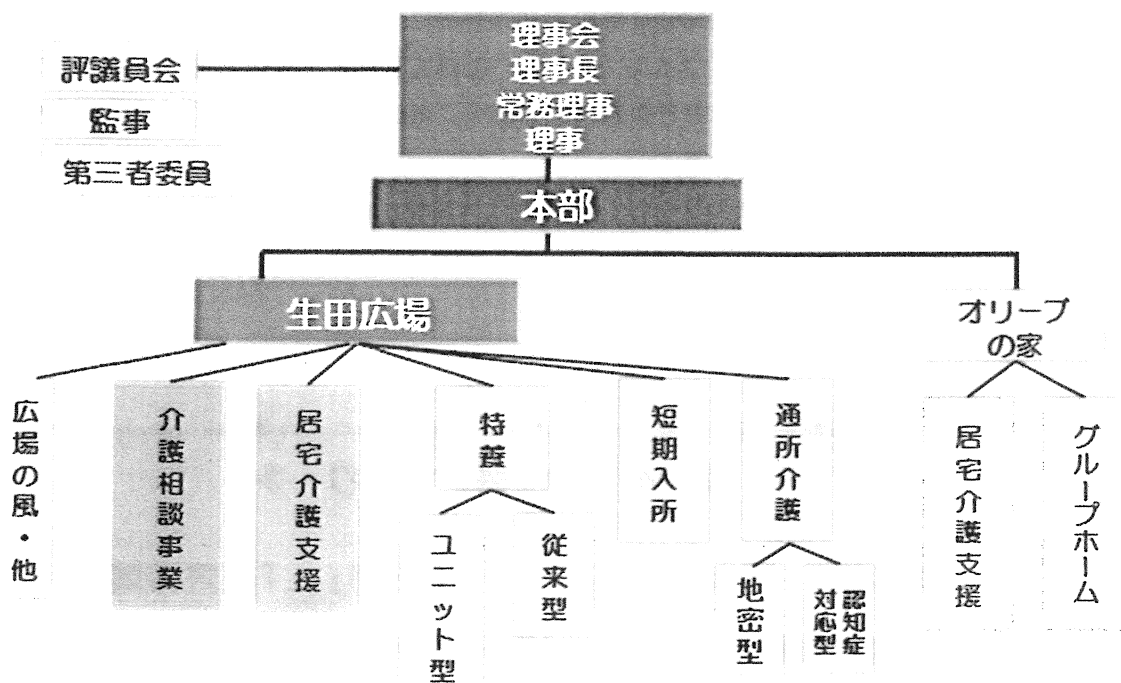 評議員会
監事
第三者委員
理事会
理事長
常務理事
理事
本部
生田広場
オリーブ
の家
広場の風・他
介護相談事業
居宅介護支援
特養
ユニット型
従来型
短期入所
通所介護
地密型
認知症
対応型
居宅介護支援
グループホーム